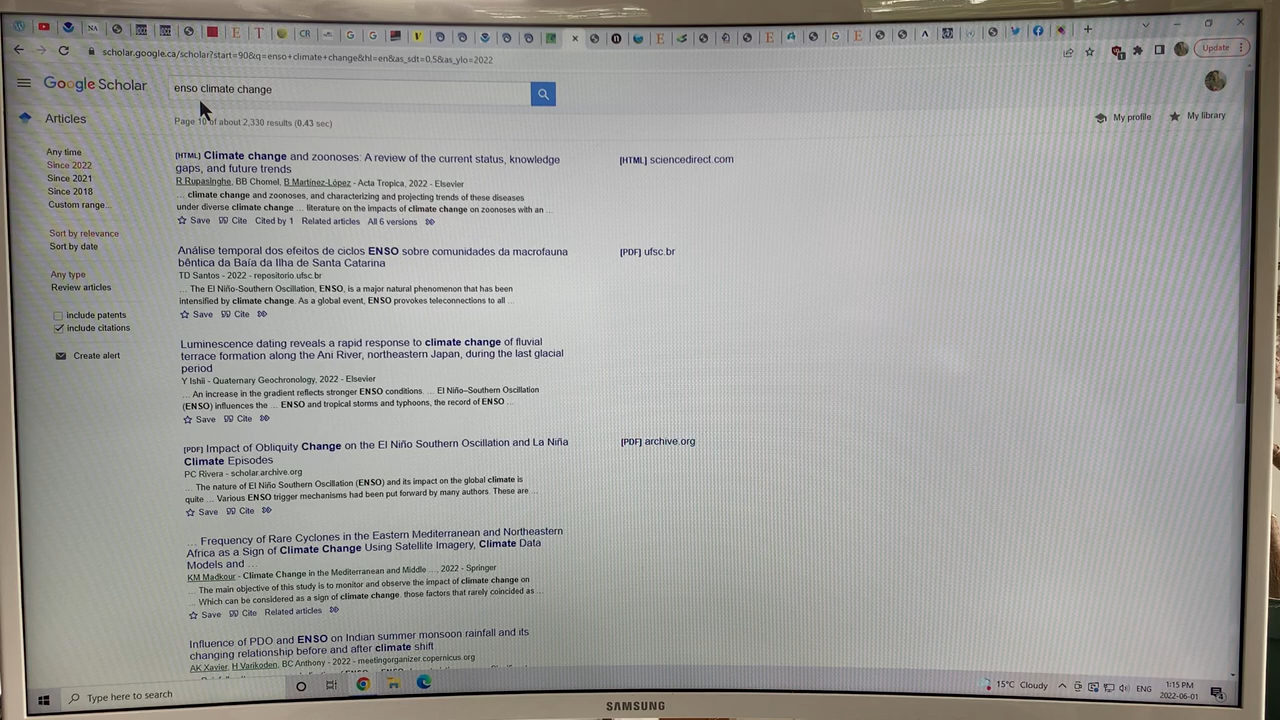 NA
E
T
CR
G
G
V
E
E
G
E
scholar.google.ca/scholar?start=90&q=enso+climate+change&hl=en&as_sdt=0,5&as_ylo=2022
1
Update
Google Scholar
enso climate change
Articles
Page 10 of about 2,330 results (0.43 sec)
My profile
My library
Any time
Since 2022
Since 2021
Since 2018
Custom range...
Sort by relevance
Sort by date
Any type
Review articles
include patents
include citations
Create alert
[HTML] Climate change and zoonoses: A review of the current status, knowledge
gaps, and future trends
R Rupasinghe, BB Chomel, B Martínez-López - Acta Tropica, 2022 - Elsevier
... climate change and zoonoses, and characterizing and projecting trends of these diseases
under diverse climate change ... literature on the impacts of climate change on zoonoses with an ...
Save Cite Cited by 1 Related articles All 6 versions
[HTML] sciencedirect.com
Análise temporal dos efeitos de ciclos ENSO sobre comunidades da macrofauna
bêntica da Baía da Ilha de Santa Catarina
TD Santos - 2022 - repositorio.ufsc.br
... The El Niño-Southern Oscillation, ENSO, is a major natural phenomenon that has been
intensified by climate change. As a global event, ENSO provokes teleconnections to all ...
Save Cite
[PDF] ufsc.br
Luminescence dating reveals a rapid response to climate change of fluvial
terrace formation along the Ani River, northeastern Japan, during the last glacial
period
Y Ishii - Quaternary Geochronology, 2022 - Elsevier
... An increase in the gradient reflects stronger ENSO conditions. ... El Niño–Southern Oscillation
(ENSO) influences the ... ENSO and tropical storms and typhoons, the record of ENSO ...
Save Cite
[PDF] Impact of Obliquity Change on the El Niño Southern Oscillation and La Niña
Climate Episodes
PC Rivera - scholar.archive.org
... The nature of El Niño Southern Oscillation (ENSO) and its impact on the global climate is
quite ... Various ENSO trigger mechanisms had been put forward by many authors. These are ...
Save Cite
[PDF] archive.org
... Frequency of Rare Cyclones in the Eastern Mediterranean and Northeastern
Africa as a Sign of Climate Change Using Satellite Imagery, Climate Data
Models and ...
KM Madkour - Climate Change in the Mediterranean and Middle ..., 2022 - Springer
... The main objective of this study is to monitor and observe the impact of climate change on
... Which can be considered as a sign of climate change. those factors that rarely coincided as ...
Save Cite Related articles
Influence of PDO and ENSO on Indian summer monsoon rainfall and its
changing relationship before and after climate shift
AK Xavier, H Varikoden, BC Anthony - 2022 - meetingorganizer.copernicus.org
Type here to search
15°C Cloudy
ENG
1:15 PM
2022-06-01
4
SAMSUNG